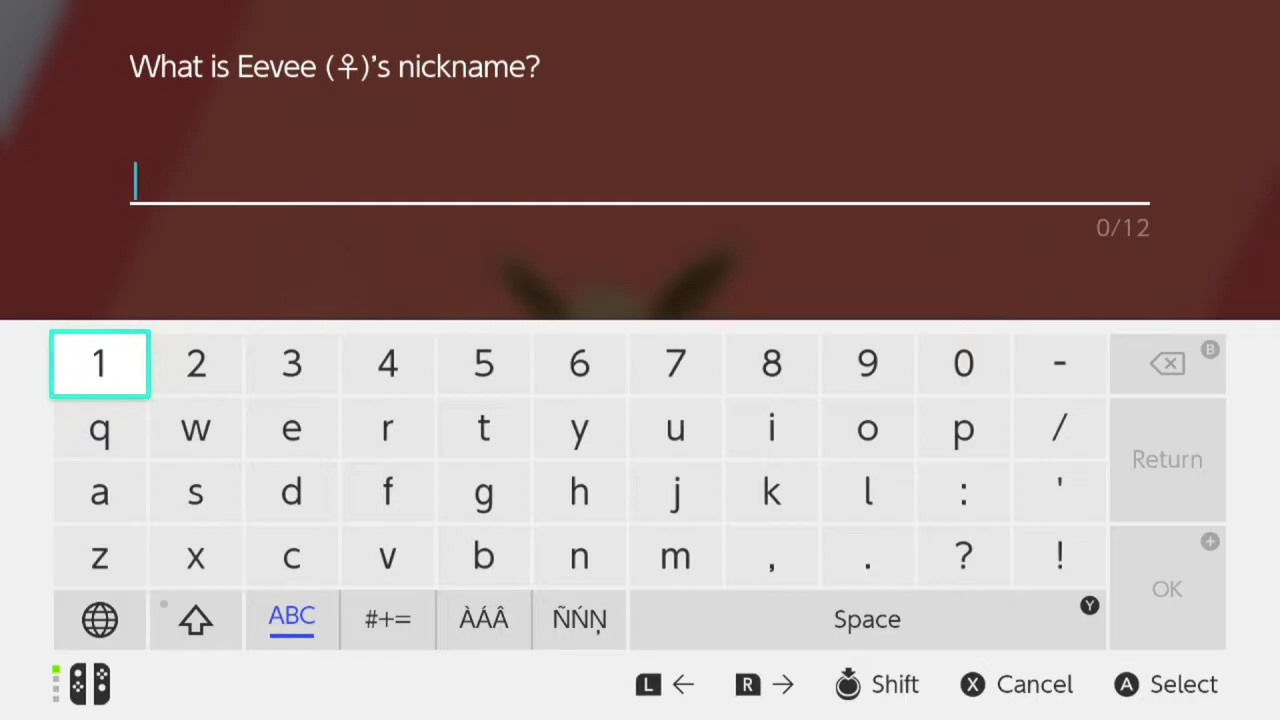 What is Eevee (♀)'s nickname?
0/12
1 2 3 4 5 6 7 8 9 0 - B
q w e r t y u i o p /
Return
a s d f g h j k l : '
z x c v b n m , . ? ! +
OK
ABC #+= ÀÁÂ ÑŃŅ Space Y
L ← R → Shift X Cancel A Select